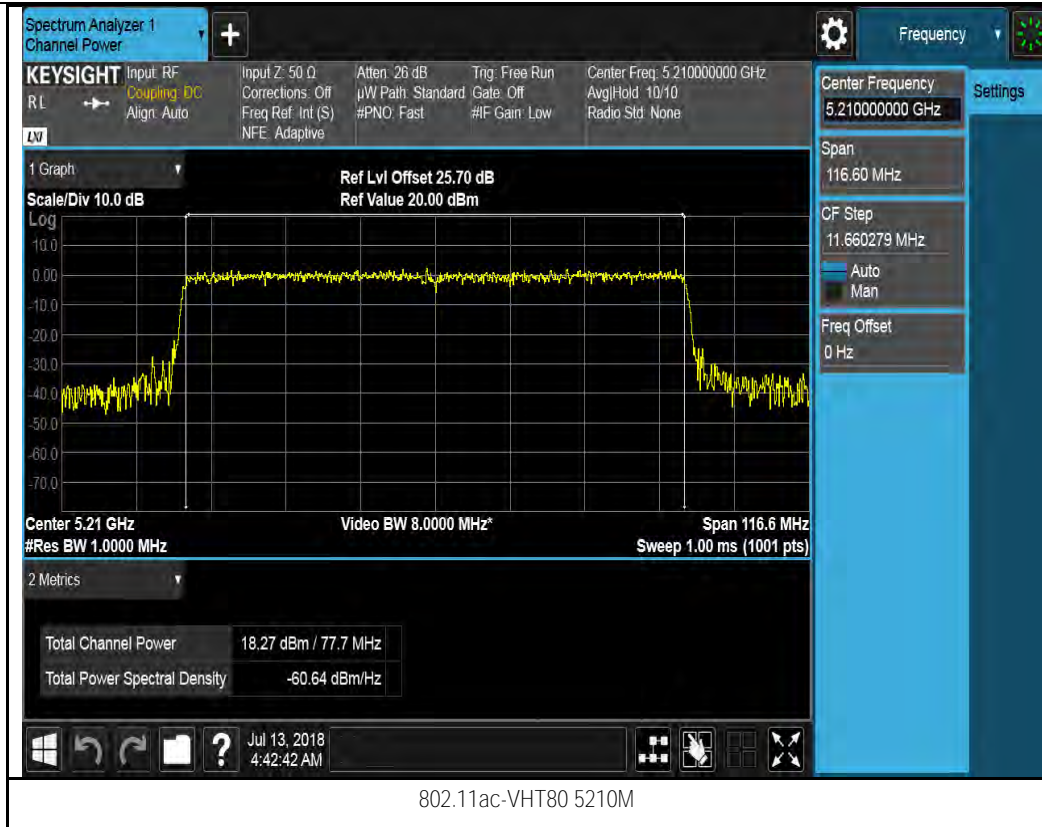 Spectrum Analyzer 1
Channel Power
+
Frequency
KEYSIGHT
RL
LXI
Input: RF
Coupling: DC
Align: Auto
Input Z: 50 Ω
Corrections: Off
Freq Ref: Int (S)
NFE: Adaptive
Atten: 26 dB
µW Path: Standard
#PNO: Fast
Trig: Free Run
Gate: Off
#IF Gain: Low
Center Freq: 5.210000000 GHz
Avg|Hold: 10/10
Radio Std: None
Center Frequency
5.210000000 GHz
Settings
Span
116.60 MHz
CF Step
11.660279 MHz
Auto
Man
Freq Offset
0 Hz
1 Graph
Scale/Div 10.0 dB
Ref Lvl Offset 25.70 dB
Ref Value 20.00 dBm
Log
10.0
0.00
-10.0
-20.0
-30.0
-40.0
-50.0
-60.0
-70.0
Center 5.21 GHz
#Res BW 1.0000 MHz
Video BW 8.0000 MHz*
Span 116.6 MHz
Sweep 1.00 ms (1001 pts)
2 Metrics
Total Channel Power 18.27 dBm / 77.7 MHz
Total Power Spectral Density -60.64 dBm/Hz
?
Jul 13, 2018
4:42:42 AM
802.11ac-VHT80 5210M